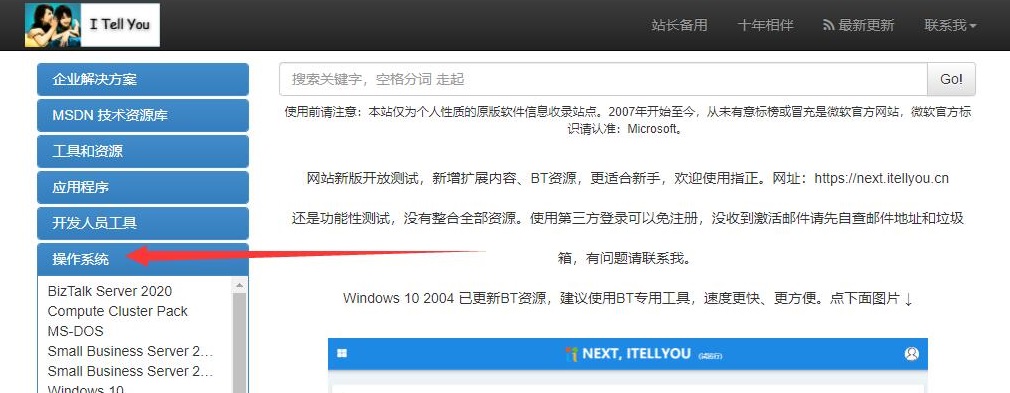 I Tell You
站长备用
十年相伴
最新更新
联系我
企业解决方案
MSDN 技术资源库
工具和资源
应用程序
开发人员工具
操作系统
BizTalk Server 2020
Compute Cluster Pack
MS-DOS
Small Business Server 2...
Small Business Server 2...
Windows 10
搜索关键字，空格分词 走起
Go!
使用前请注意：本站仅为个人性质的原版软件信息收录站点。2007年开始至今，从未有意标榜或冒充是微软官方网站，微软官方标
识请认准：Microsoft。
网站新版开放测试，新增扩展内容、BT资源，更适合新手，欢迎使用指正。网址：https://next.itellyou.cn
还是功能性测试，没有整合全部资源。使用第三方登录可以免注册，没收到激活邮件请先自查邮件地址和垃圾
箱，有问题请联系我。
Windows 10 2004 已更新BT资源，建议使用BT专用工具，速度更快、更方便。点下面图片 ↓
NEXT, ITELLYOU